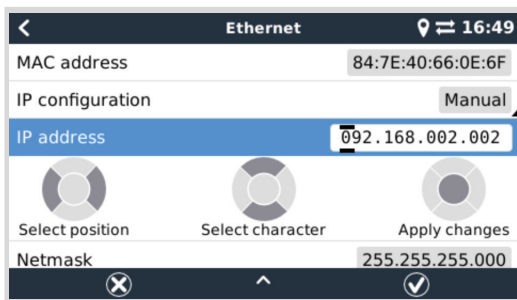 Ethernet 16:49
MAC address 84:7E:40:66:0E:6F
IP configuration Manual
IP address 092.168.002.002
Select position Select character Apply changes
Netmask 255.255.255.000